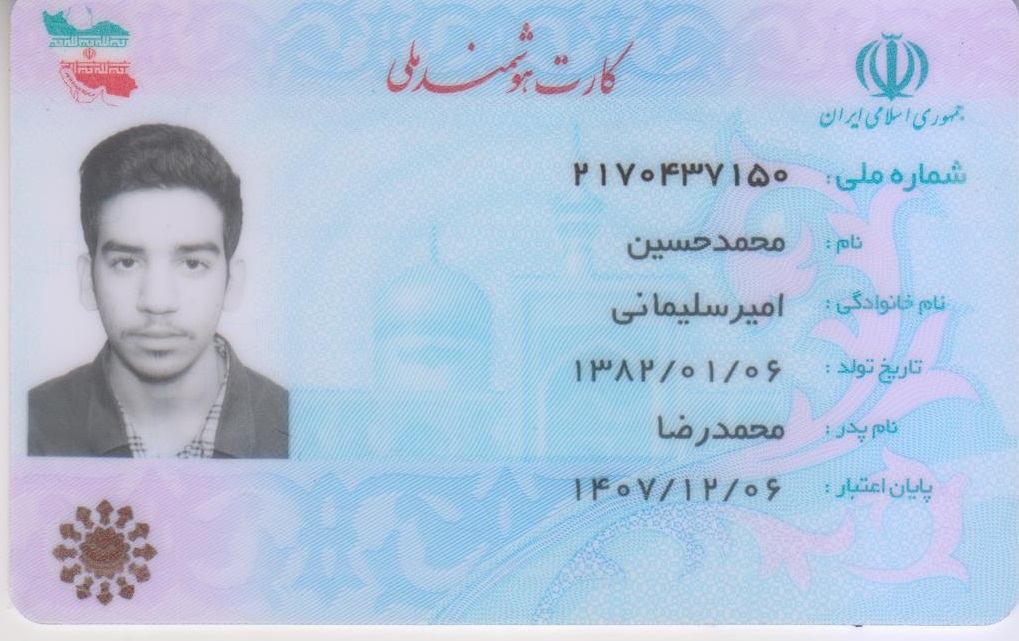 کارت هوشمند ملی
جمهوری اسلامی ایران
شماره ملی: ۲۱۷۰۴۳۷۱۵۰
نام: محمدحسین
نام خانوادگی: امیرسلیمانی
تاریخ تولد: ۱۳۸۲/۰۱/۰۶
نام پدر: محمدرضا
پایان اعتبار: ۱۴۰۷/۱۲/۰۶